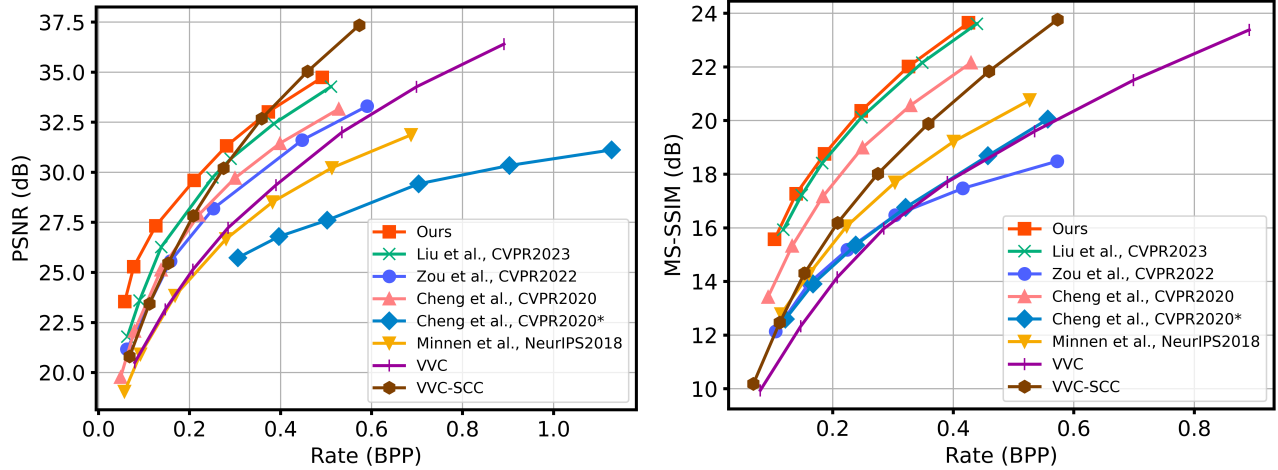 37.5
35.0
32.5
30.0
27.5
25.0
22.5
20.0
PSNR (dB)
0.0 0.2 0.4 0.6 0.8 1.0
Rate (BPP)
Ours
Liu et al., CVPR2023
Zou et al., CVPR2022
Cheng et al., CVPR2020
Cheng et al., CVPR2020*
Minnen et al., NeurIPS2018
VVC
VVC-SCC
24
22
20
18
16
14
12
10
MS-SSIM (dB)
0.2 0.4 0.6 0.8
Rate (BPP)
Ours
Liu et al., CVPR2023
Zou et al., CVPR2022
Cheng et al., CVPR2020
Cheng et al., CVPR2020*
Minnen et al., NeurIPS2018
VVC
VVC-SCC